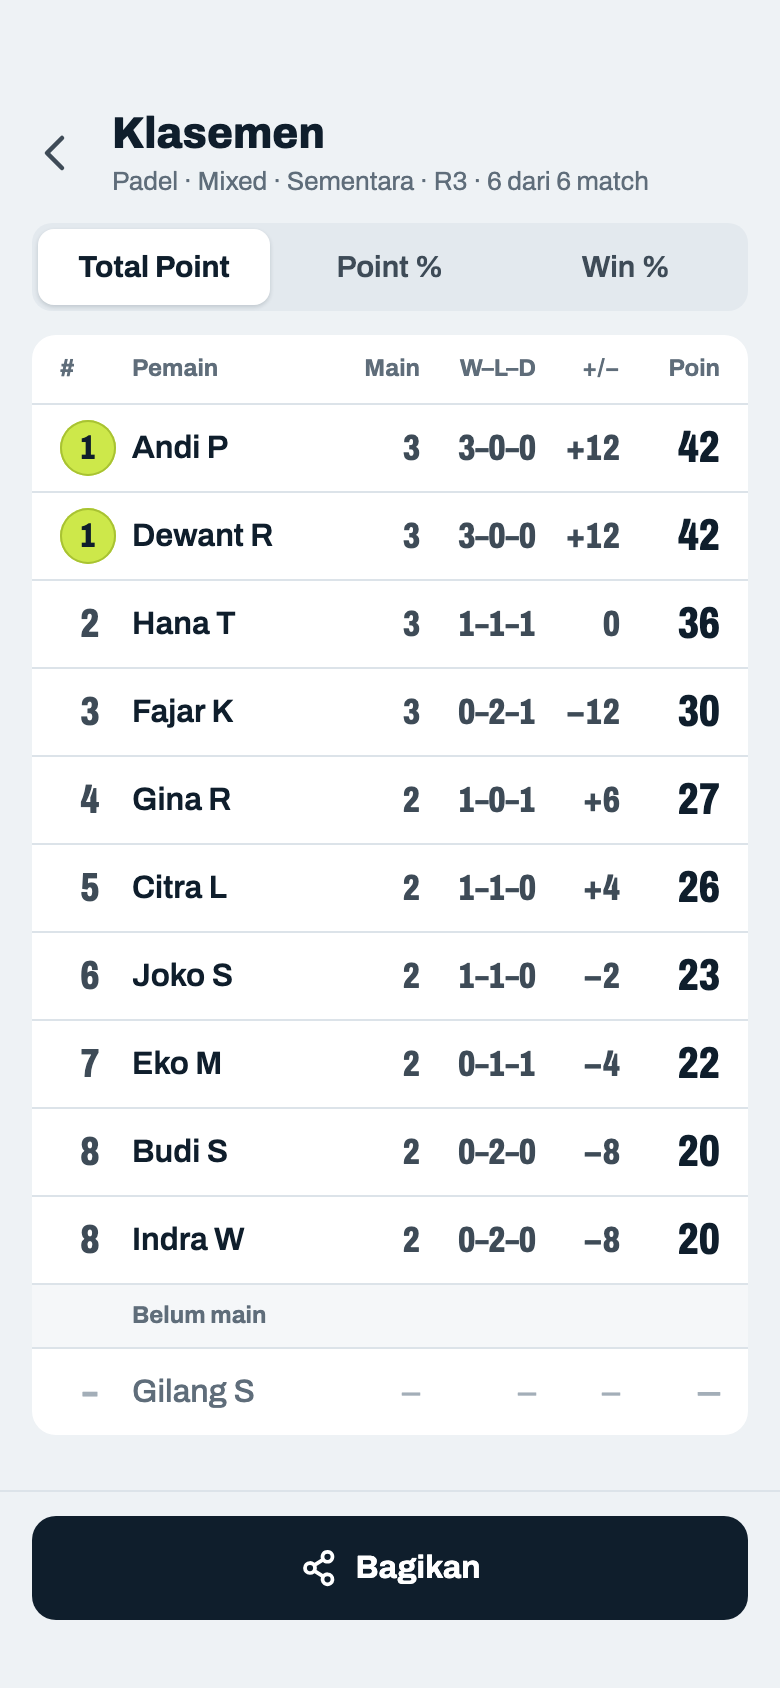 Klasemen
Padel · Mixed · Sementara · R3 · 6 dari 6 match
Total Point Point % Win %
# Pemain Main W–L–D +/− Poin
1 Andi P 3 3–0–0 +12 42
1 Dewant R 3 3–0–0 +12 42
2 Hana T 3 1–1–1 0 36
3 Fajar K 3 0–2–1 −12 30
4 Gina R 2 1–0–1 +6 27
5 Citra L 2 1–1–0 +4 26
6 Joko S 2 1–1–0 −2 23
7 Eko M 2 0–1–1 −4 22
8 Budi S 2 0–2–0 −8 20
8 Indra W 2 0–2–0 −8 20
Belum main
– Gilang S – – – –
Bagikan